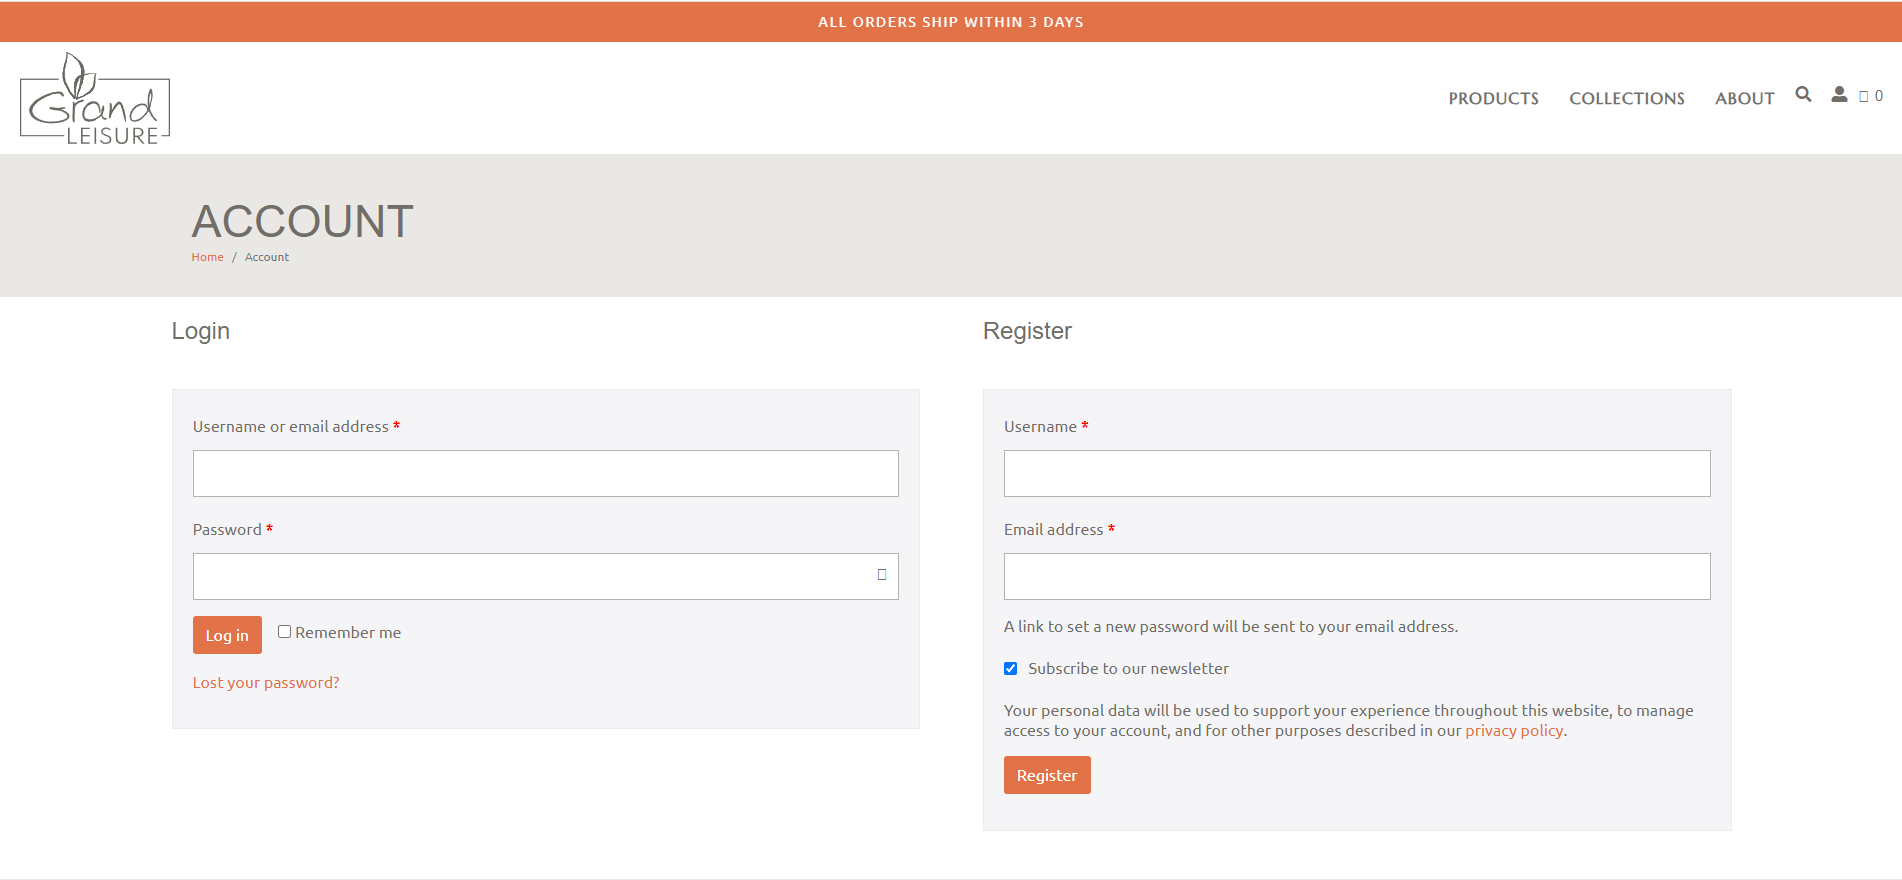 ALL ORDERS SHIP WITHIN 3 DAYS
Grand
LEISURE
PRODUCTS COLLECTIONS ABOUT 0
ACCOUNT
Home / Account
Login
Username or email address *
Password *
Log in Remember me
Lost your password?
Register
Username *
Email address *
A link to set a new password will be sent to your email address.
Subscribe to our newsletter
Your personal data will be used to support your experience throughout this website, to manage
access to your account, and for other purposes described in our privacy policy.
Register